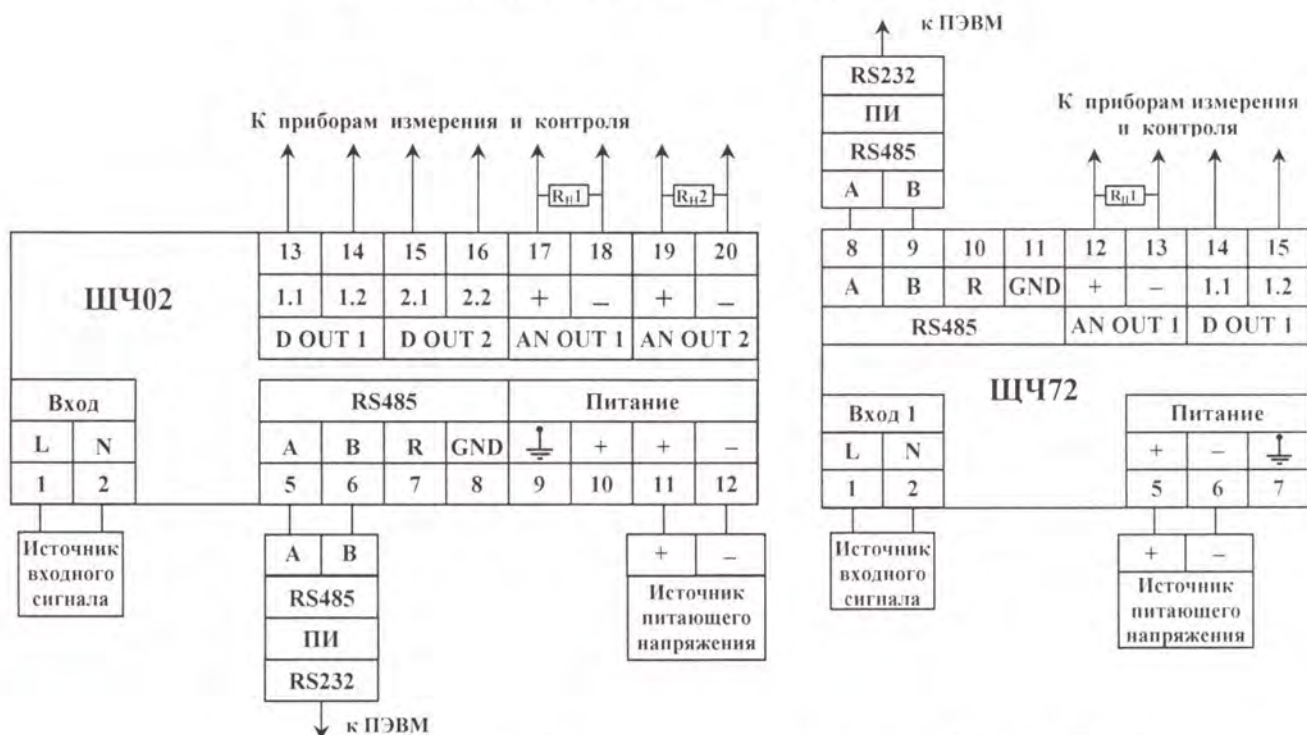 к ПЭВМ
RS232
ПИ
RS485
A B
К приборам измерения и контроля
Rн1 Rн2
13 14 15 16 17 18 19 20
1.1 1.2 2.1 2.2 + – + –
D OUT 1 D OUT 2 AN OUT 1 AN OUT 2
ЩЧ02
Вход
L N
1 2
RS485 Питание
A B R GND + + –
5 6 7 8 9 10 11 12
Источник
входного
сигнала
A B
RS485
ПИ
RS232
к ПЭВМ
+ –
Источник
питающего
напряжения
К приборам измерения
и контроля
Rн1
8 9 10 11 12 13 14 15
A B R GND + – 1.1 1.2
RS485 AN OUT 1 D OUT 1
ЩЧ72
Вход 1
L N
1 2
Питание
+ –
5 6 7
Источник
входного
сигнала
+ –
Источник
питающего
напряжения